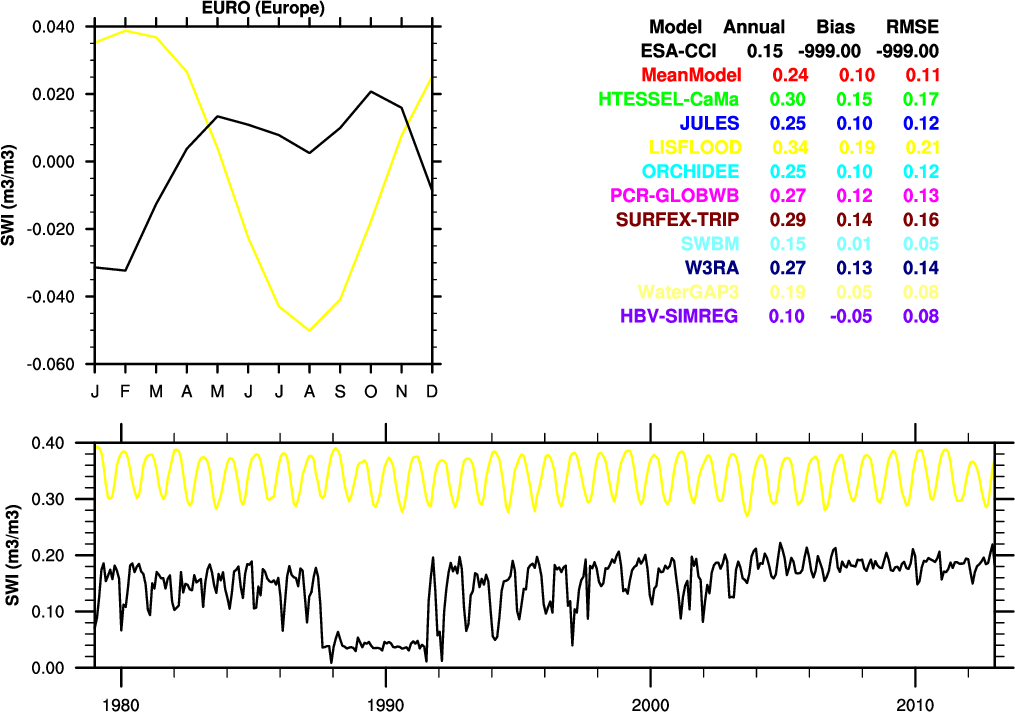 EURO (Europe)
0.040
0.020
0.000
-0.020
-0.040
-0.060
SWI (m3/m3)
J F M A M J J A S O N D
Model Annual Bias RMSE
ESA-CCI 0.15 -999.00 -999.00
MeanModel 0.24 0.10 0.11
HTESSEL-CaMa 0.30 0.15 0.17
JULES 0.25 0.10 0.12
LISFLOOD 0.34 0.19 0.21
ORCHIDEE 0.25 0.10 0.12
PCR-GLOBWB 0.27 0.12 0.13
SURFEX-TRIP 0.29 0.14 0.16
SWBM 0.15 0.01 0.05
W3RA 0.27 0.13 0.14
WaterGAP3 0.19 0.05 0.08
HBV-SIMREG 0.10 -0.05 0.08
0.40
0.30
0.20
0.10
0.00
SWI (m3/m3)
1980 1990 2000 2010